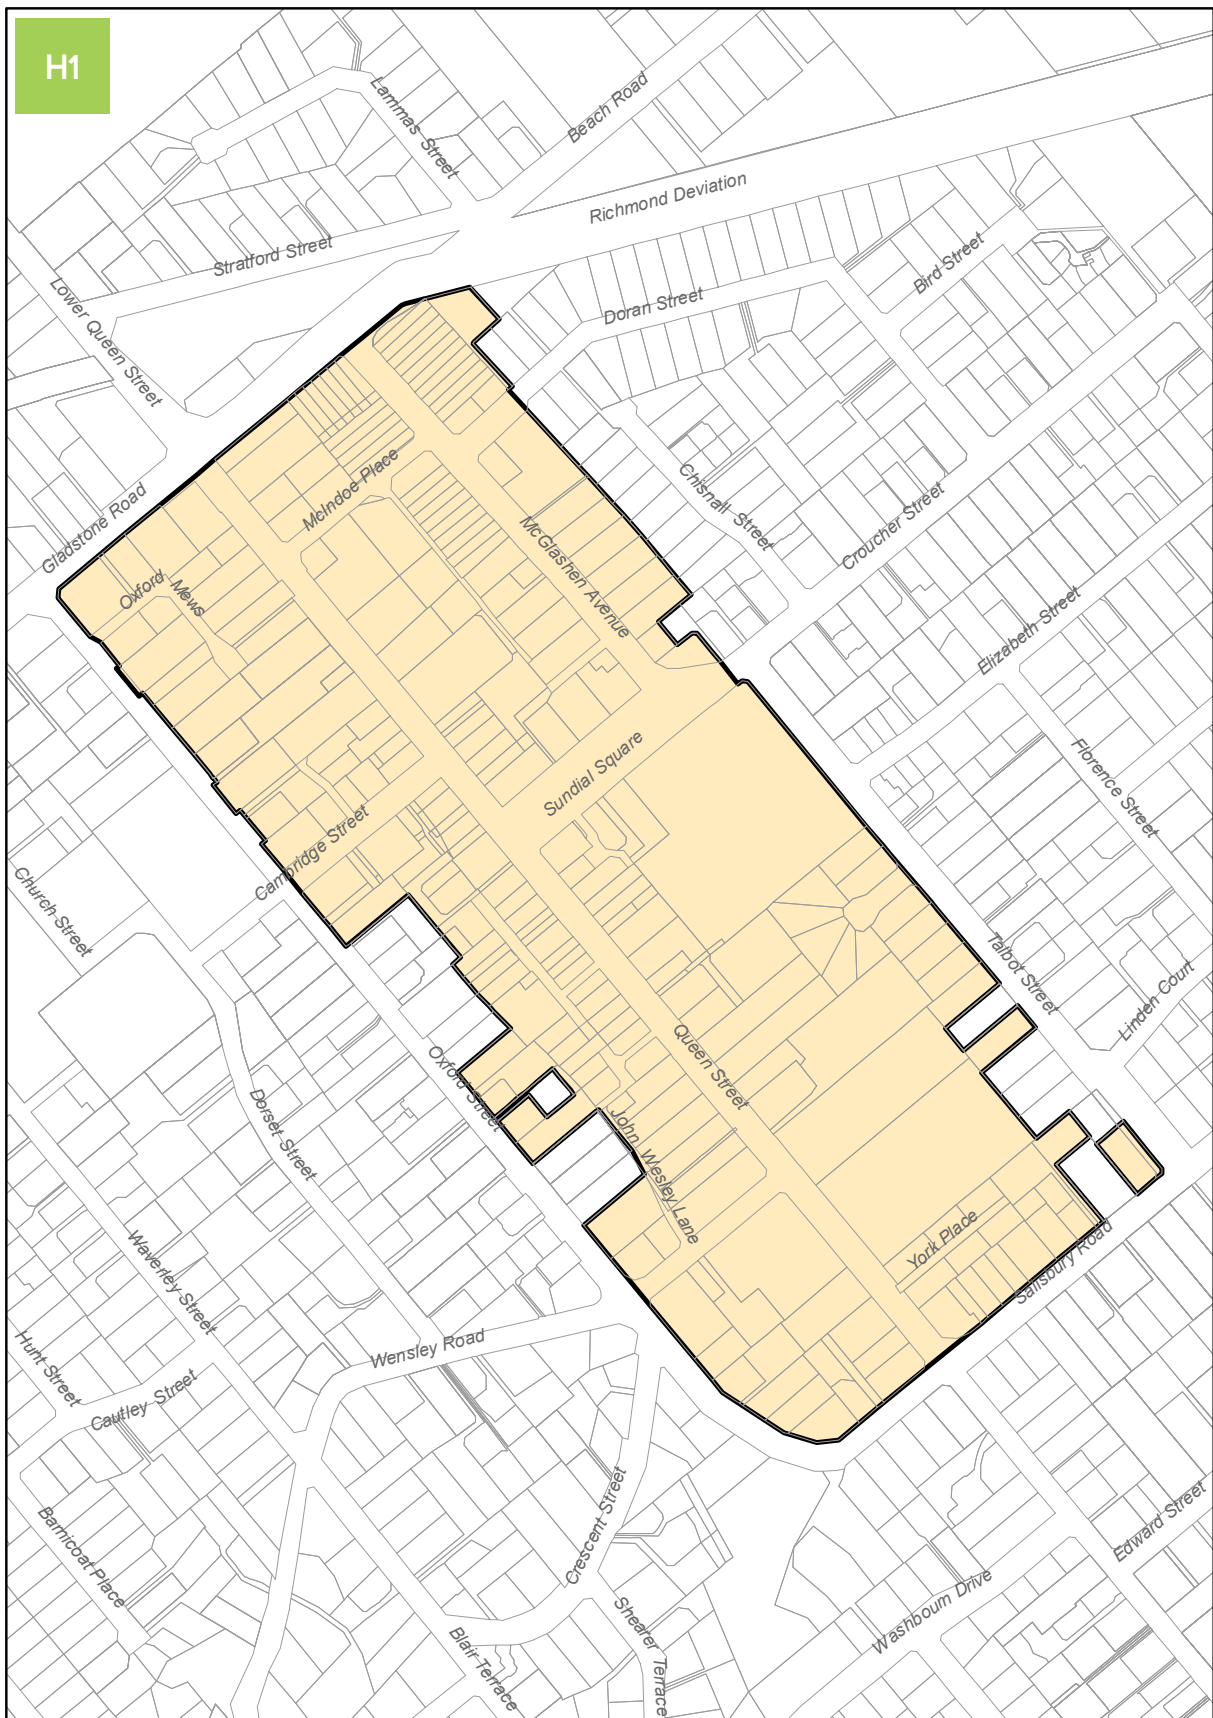 H1
Lammas Street
Beach Road
Richmond Deviation
Stratford Street
Bird Street
Lower Queen Street
Doran Street
McIndoe Place
Chisnall Street
Gladstone Road
McGlashen Avenue
Croucher Street
Oxford Mews
Elizabeth Street
Sundial Square
Florence Street
Cambridge Street
Church Street
Talbot Street
Linden Court
Queen Street
Oxford Street
Dorset Street
John Wesley Lane
York Place
Salisbury Road
Waverley Street
Wensley Road
Hunt Street
Cautley Street
Crescent Street
Edward Street
Barnicoat Place
Washbourn Drive
Shearer Terrace
Blair Terrace